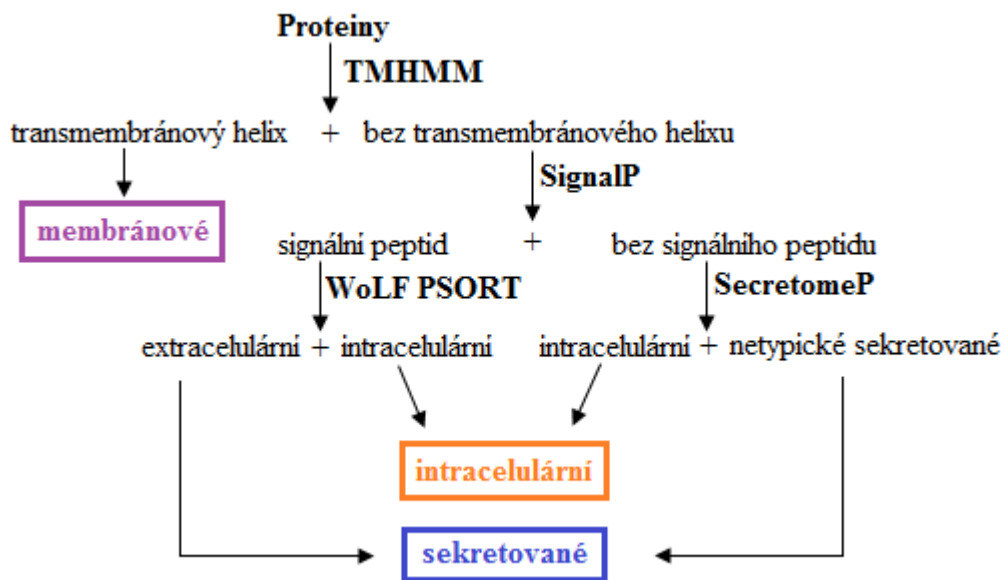 Proteiny
TMHMM
transmembránový helix + bez transmembránového helixu
SignalP
membránové
signální peptid + bez signálního peptidu
WoLF PSORT SecretomeP
extracelulární + intracelulární intracelulární + netypické sekretované
intracelulární
sekretované